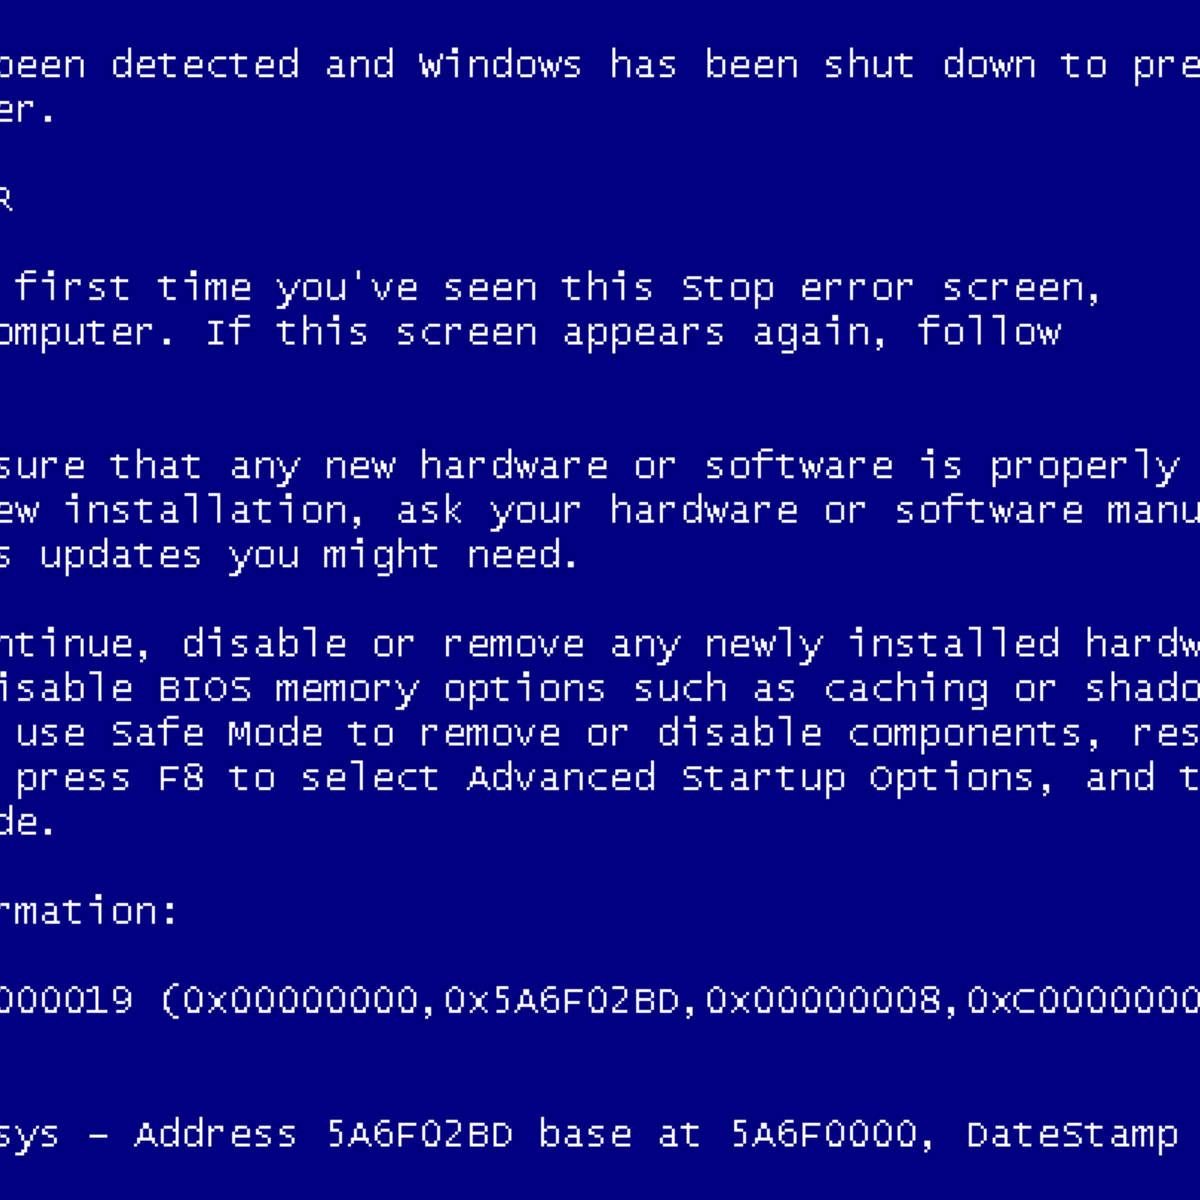 been detected and Windows has been shut down to pre
er.
R
first time you've seen this Stop error screen,
omputer. If this screen appears again, follow
sure that any new hardware or software is properly
ew installation, ask your hardware or software manu
s updates you might need.
ntinue, disable or remove any newly installed hardw
isable BIOS memory options such as caching or shado
use Safe Mode to remove or disable components, res
press F8 to select Advanced Startup Options, and t
de.
rmation:
000019 (0x00000000,0x5A6F02BD,0x00000008,0xC0000000
sys - Address 5A6F02BD base at 5A6F0000, DateStamp